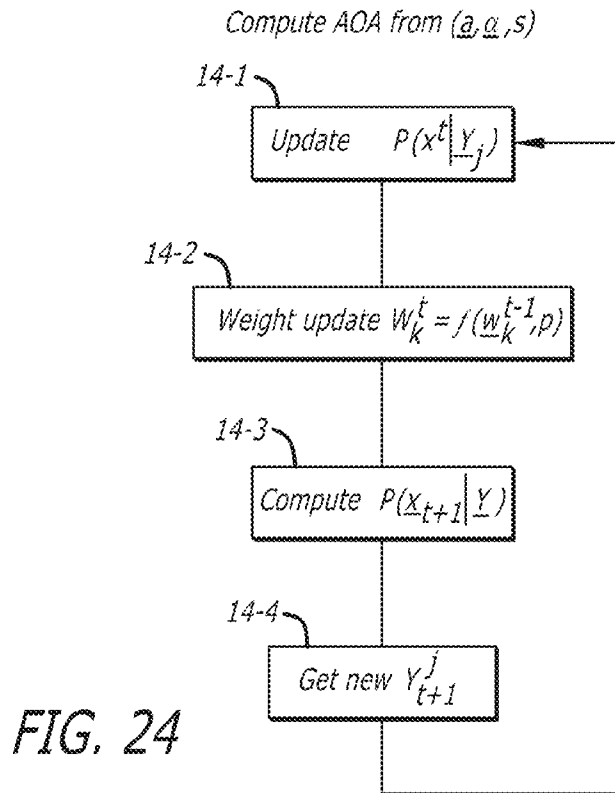 Compute AOA from (a, α, s)
14-1
Update P(x^t | Y_j)
14-2
Weight update W_k^t = f(w_k^{t-1}, p)
14-3
Compute P(x_{t+1} | Y)
14-4
Get new Y_{t+1}^j
FIG. 24